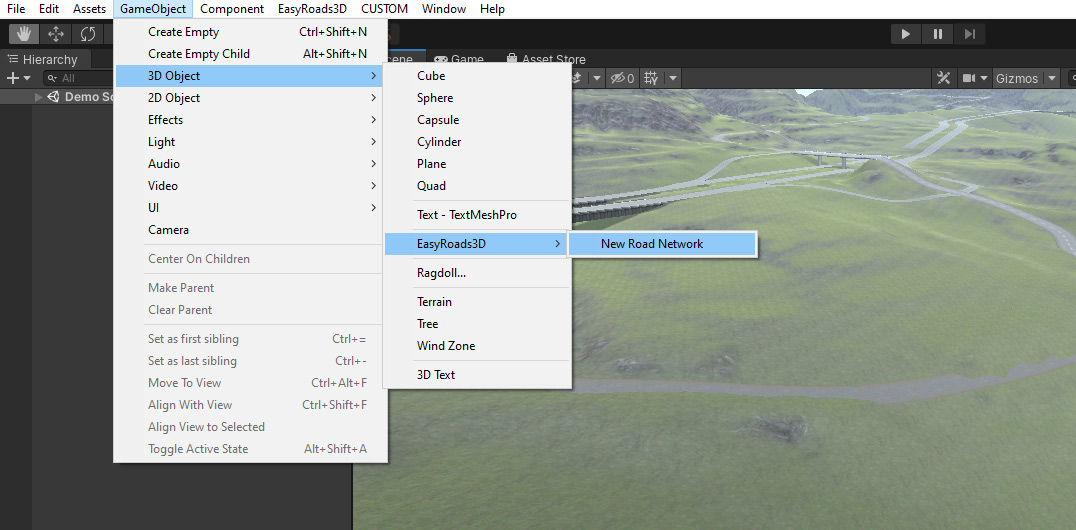 File Edit Assets GameObject Component EasyRoads3D CUSTOM Window Help
Hierarchy
All
Demo Sc
Create Empty Ctrl+Shift+N
Create Empty Child Alt+Shift+N
3D Object
2D Object
Effects
Light
Audio
Video
UI
Camera
Center On Children
Make Parent
Clear Parent
Set as first sibling Ctrl+=
Set as last sibling Ctrl+-
Move To View Ctrl+Alt+F
Align With View Ctrl+Shift+F
Align View to Selected
Toggle Active State Alt+Shift+A
cene Game Asset Store
0 Gizmos
Cube
Sphere
Capsule
Cylinder
Plane
Quad
Text - TextMeshPro
EasyRoads3D
New Road Network
Ragdoll...
Terrain
Tree
Wind Zone
3D Text